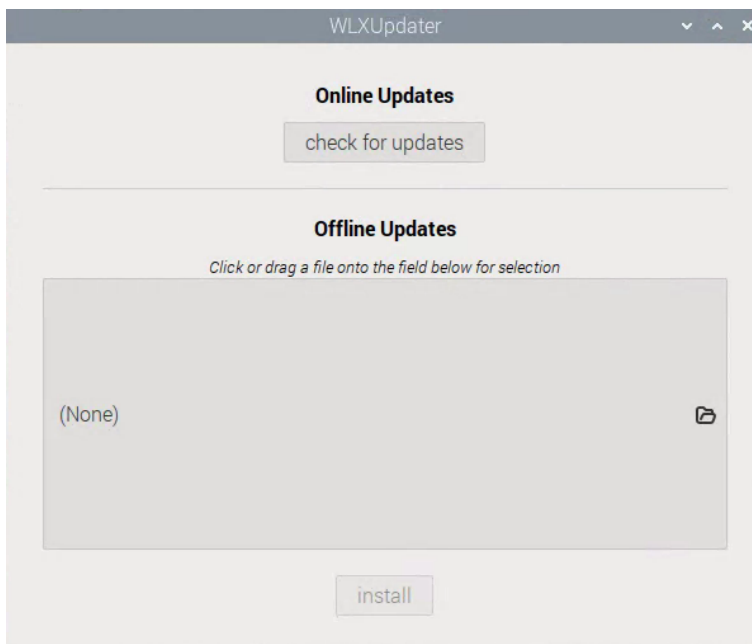 WLXUpdater
Online Updates
check for updates
Offline Updates
Click or drag a file onto the field below for selection
(None)
install